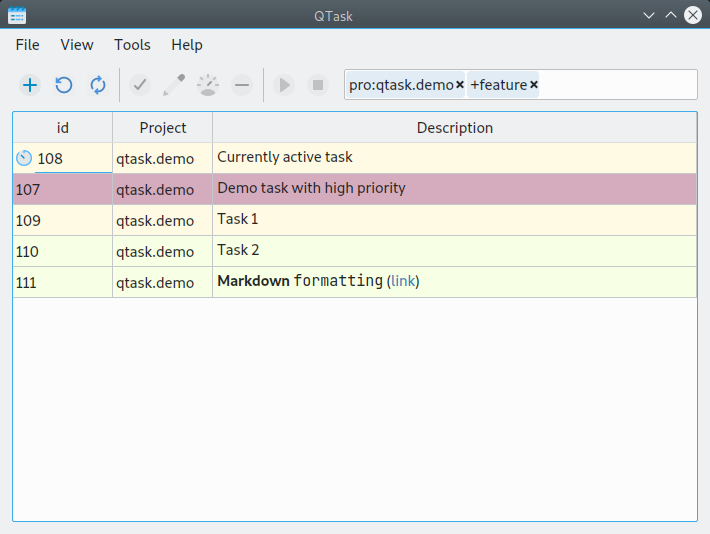 QTask
File View Tools Help
pro:qtask.demo× +feature×
id Project Description
108 qtask.demo Currently active task
107 qtask.demo Demo task with high priority
109 qtask.demo Task 1
110 qtask.demo Task 2
111 qtask.demo Markdown formatting (link)